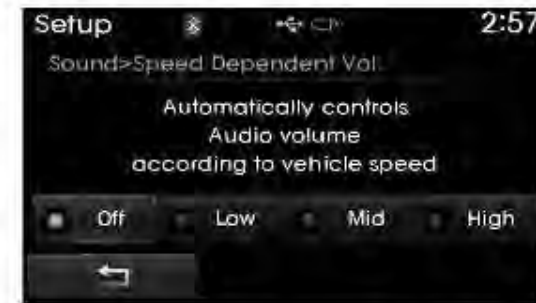 Setup 2:57
Sound>Speed Dependent Vol.
Automatically controls
Audio volume
according to vehicle speed
Off Low Mid High